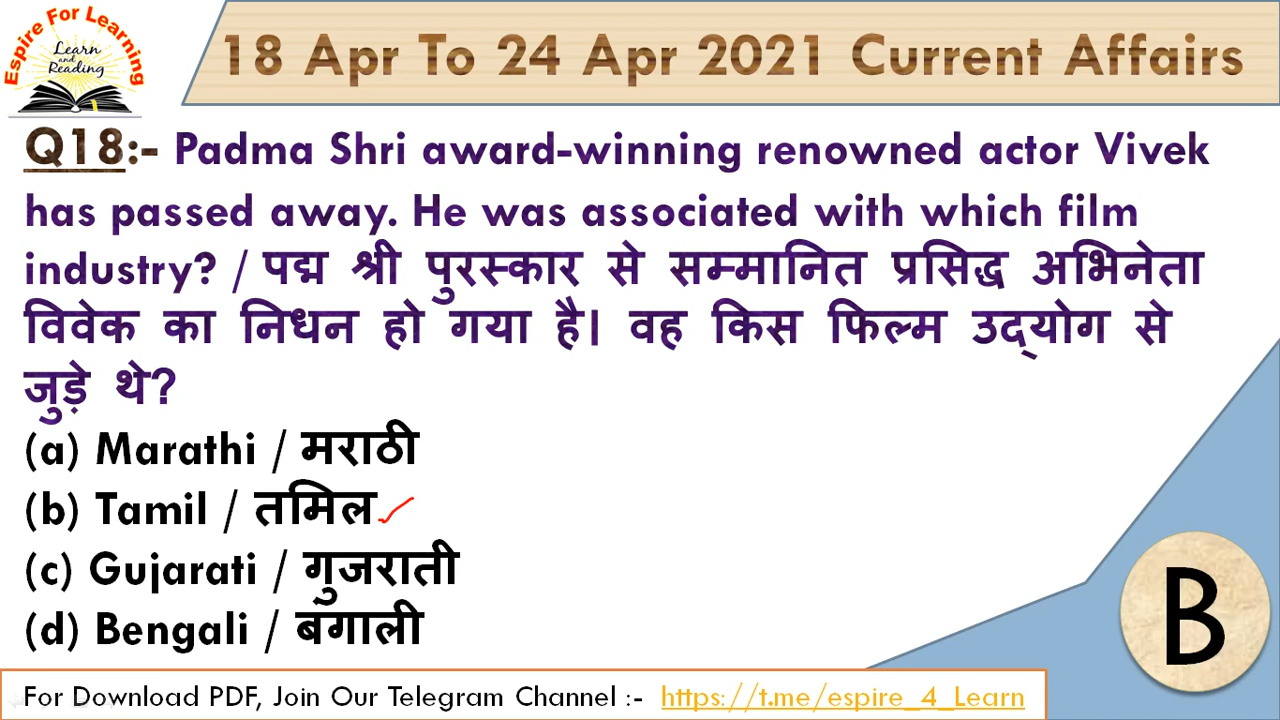 Espire For Learning
Learn
and
Reading
18 Apr To 24 Apr 2021 Current Affairs
Q18:- Padma Shri award-winning renowned actor Vivek
has passed away. He was associated with which film
industry? / पद्म श्री पुरस्कार से सम्मानित प्रसिद्ध अभिनेता
विवेक का निधन हो गया है। वह किस फिल्म उद्योग से
जुड़े थे?
(a) Marathi / मराठी
(b) Tamil / तमिल
(c) Gujarati / गुजराती
(d) Bengali / बंगाली
B
For Download PDF, Join Our Telegram Channel :- https://t.me/espire_4_Learn